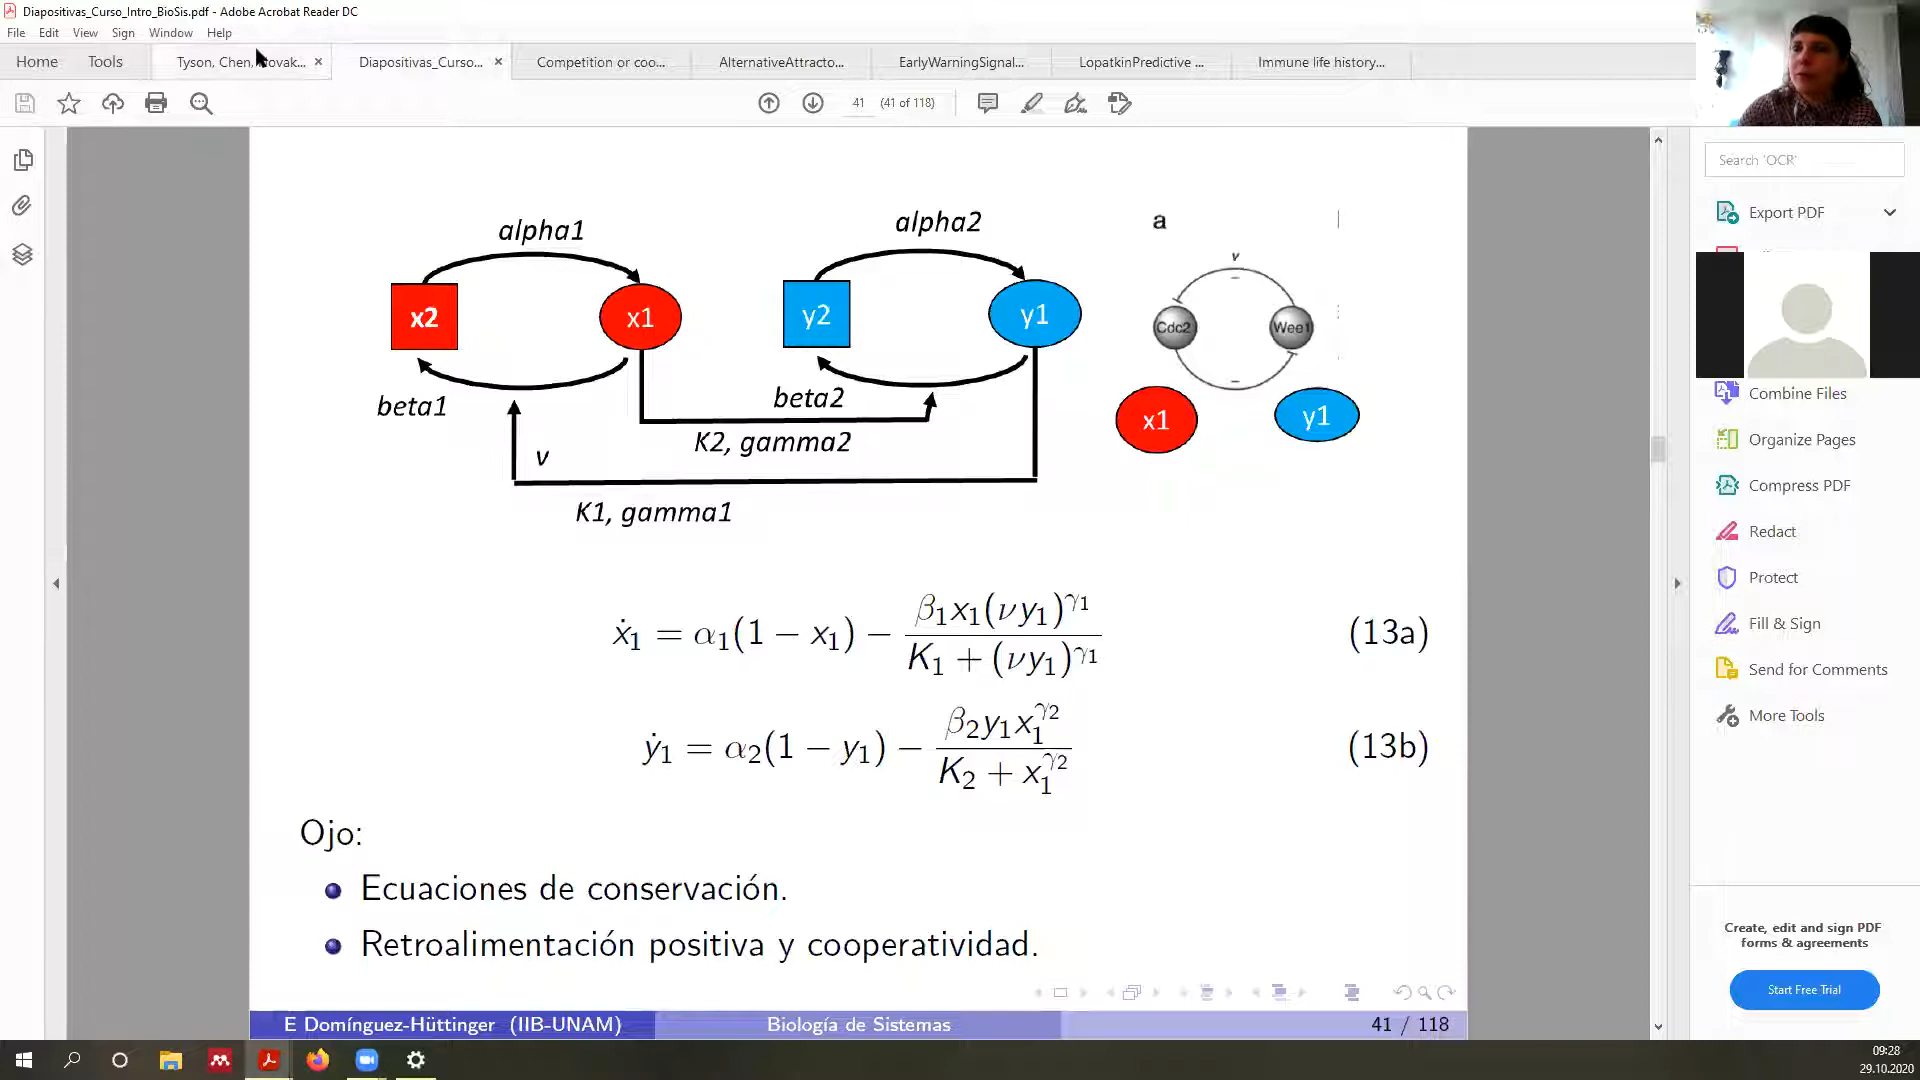 Diapositivas_Curso_Intro_BioSis.pdf - Adobe Acrobat Reader DC
File Edit View Sign Window Help
Home Tools Tyson, Chen, Novak... × Diapositivas_Curso... × Competition or coo... AlternativeAttracto... EarlyWarningSignal... LopatkinPredictive ... Immune life history...
41 (41 of 118)
Search 'OCR'
Export PDF
Combine Files
Organize Pages
Compress PDF
Redact
Protect
Fill & Sign
Send for Comments
More Tools
Create, edit and sign PDF
forms & agreements
Start Free Trial
alpha1
alpha2
a
x2
x1
y2
y1
beta1
beta2
K2, gamma2
v
K1, gamma1
v
−
Cdc2
Wee1
−
x1
y1
ẋ₁ = α₁(1 − x₁) − β₁x₁(νy₁)^γ₁ / K₁ + (νy₁)^γ₁ (13a)
ẏ₁ = α₂(1 − y₁) − β₂y₁x₁^γ₂ / K₂ + x₁^γ₂ (13b)
Ojo:
Ecuaciones de conservación.
Retroalimentación positiva y cooperatividad.
E Domínguez-Hüttinger (IIB-UNAM) Biología de Sistemas 41 / 118
09:28
29.10.2020